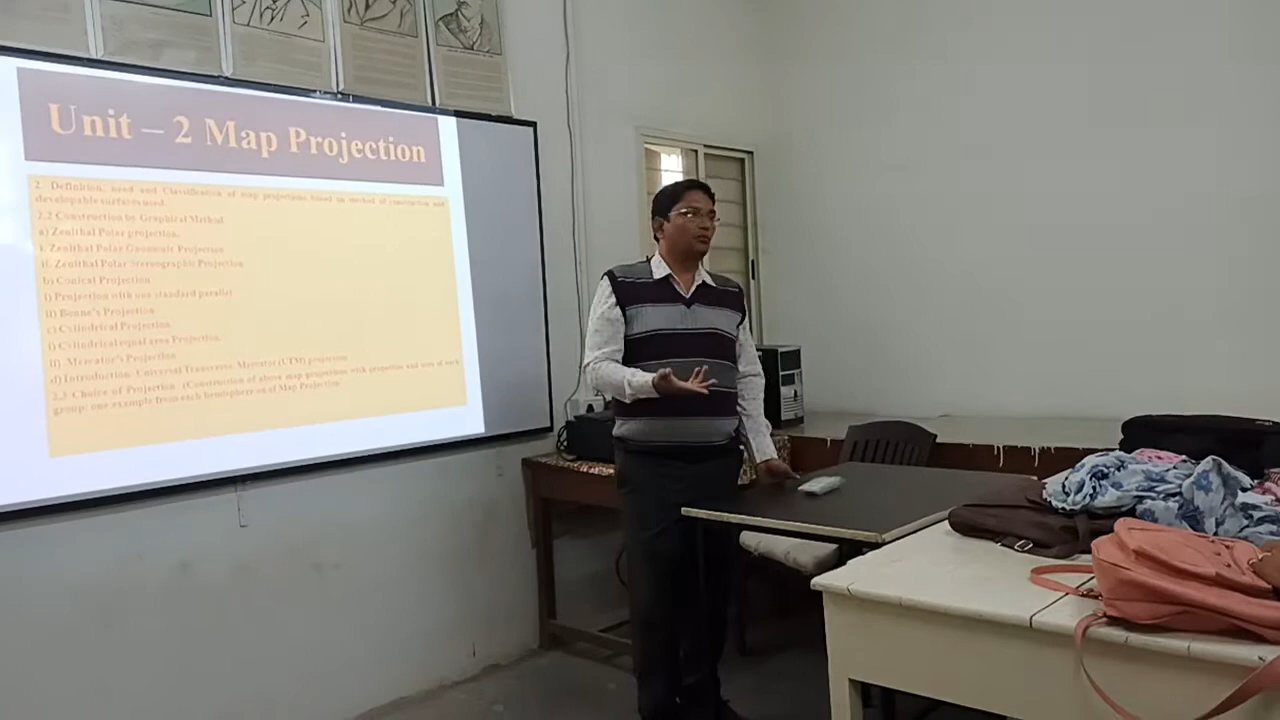 Unit – 2 Map Projection
2. Definition, need and Classification of map projections based on method of construction and
developable surfaces used.
2.2 Construction by Graphical Method
a) Zenithal Polar projection.
i. Zenithal Polar Gnomonic Projection
ii. Zenithal Polar Stereographic Projection
b) Conical Projection
i) Projection with one standard parallel
ii) Bonne's Projection
c) Cylindrical Projection
i) Cylindrical equal area Projection.
ii) Mercator's Projection
d) Introduction: Universal Transverse Mercator (UTM) projection
2.3 Choice of Projection (Construction of above map projections with properties and uses of each
group: one example from each hemisphere on of Map Projection